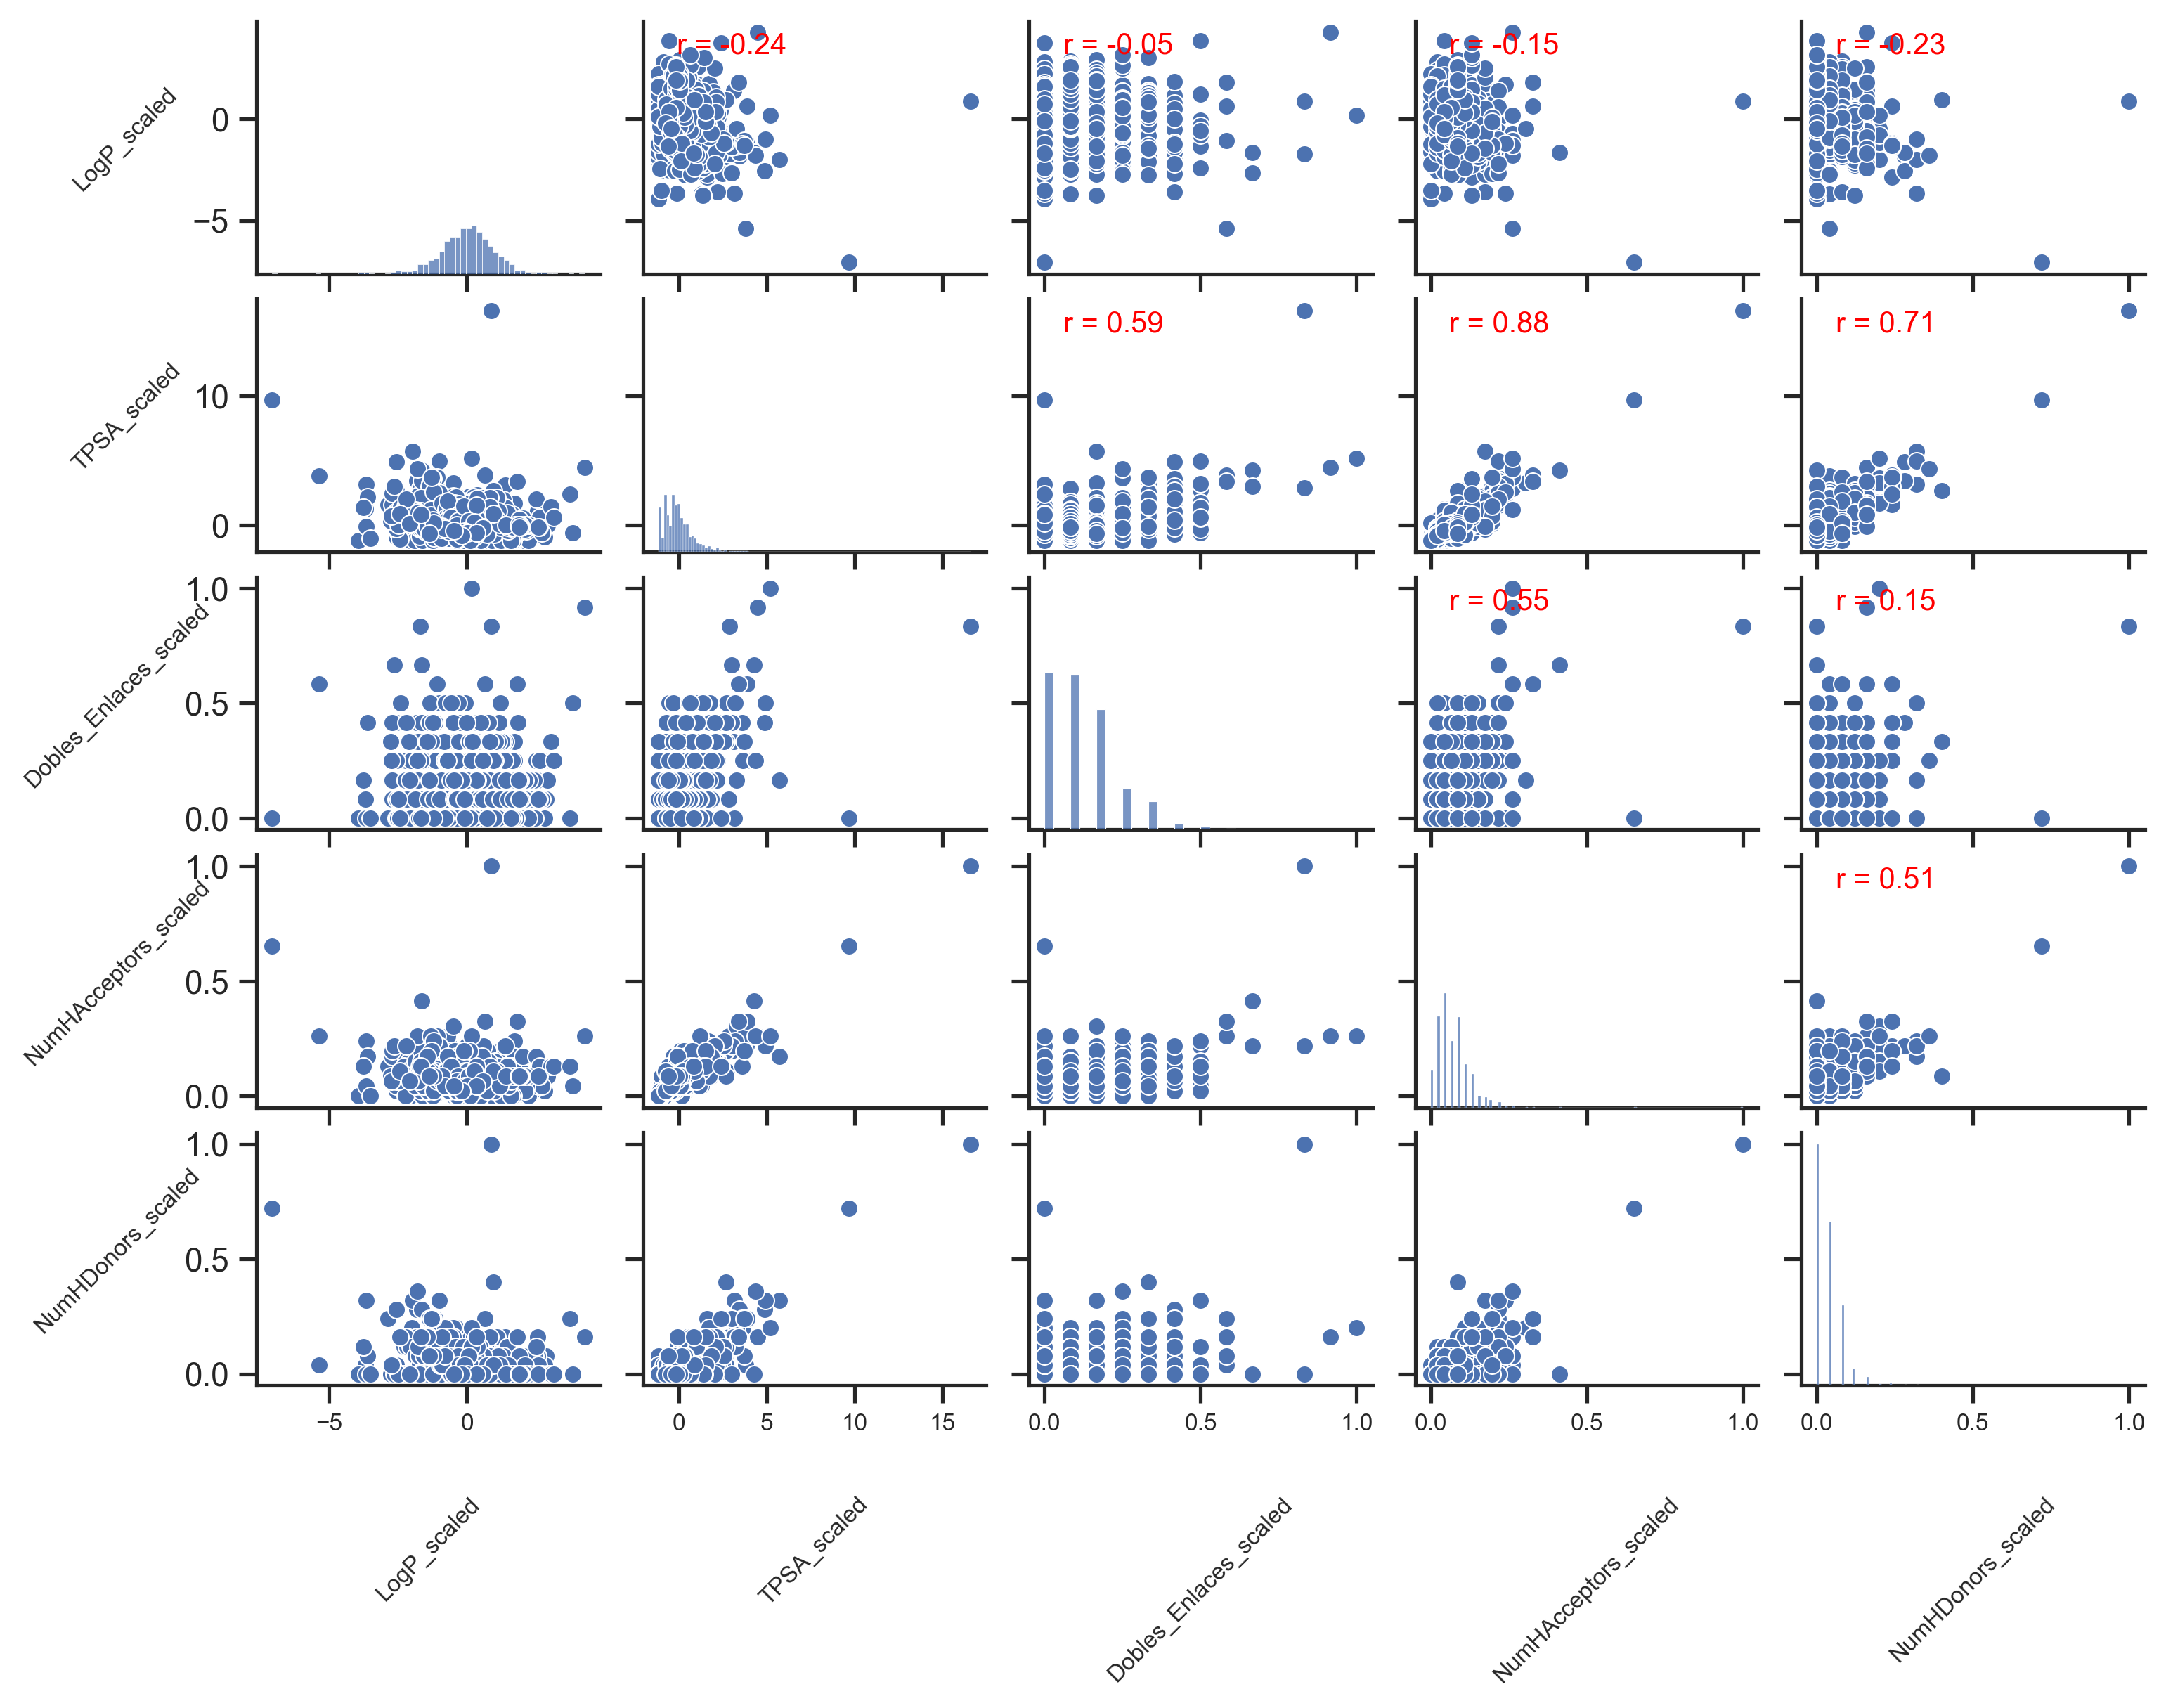 r = -0.24
r = -0.05
r = -0.15
r = -0.23
LogP_scaled
0
−5
r = 0.59
r = 0.88
r = 0.71
TPSA_scaled
10
0
r = 0.55
r = 0.15
Dobles_Enlaces_scaled
1.0
0.5
0.0
r = 0.51
NumHAcceptors_scaled
1.0
0.5
0.0
NumHDonors_scaled
1.0
0.5
0.0
−5 0 0 5 10 15 0.0 0.5 1.0 0.0 0.5 1.0 0.0 0.5 1.0
LogP_scaled
TPSA_scaled
Dobles_Enlaces_scaled
NumHAcceptors_scaled
NumHDonors_scaled